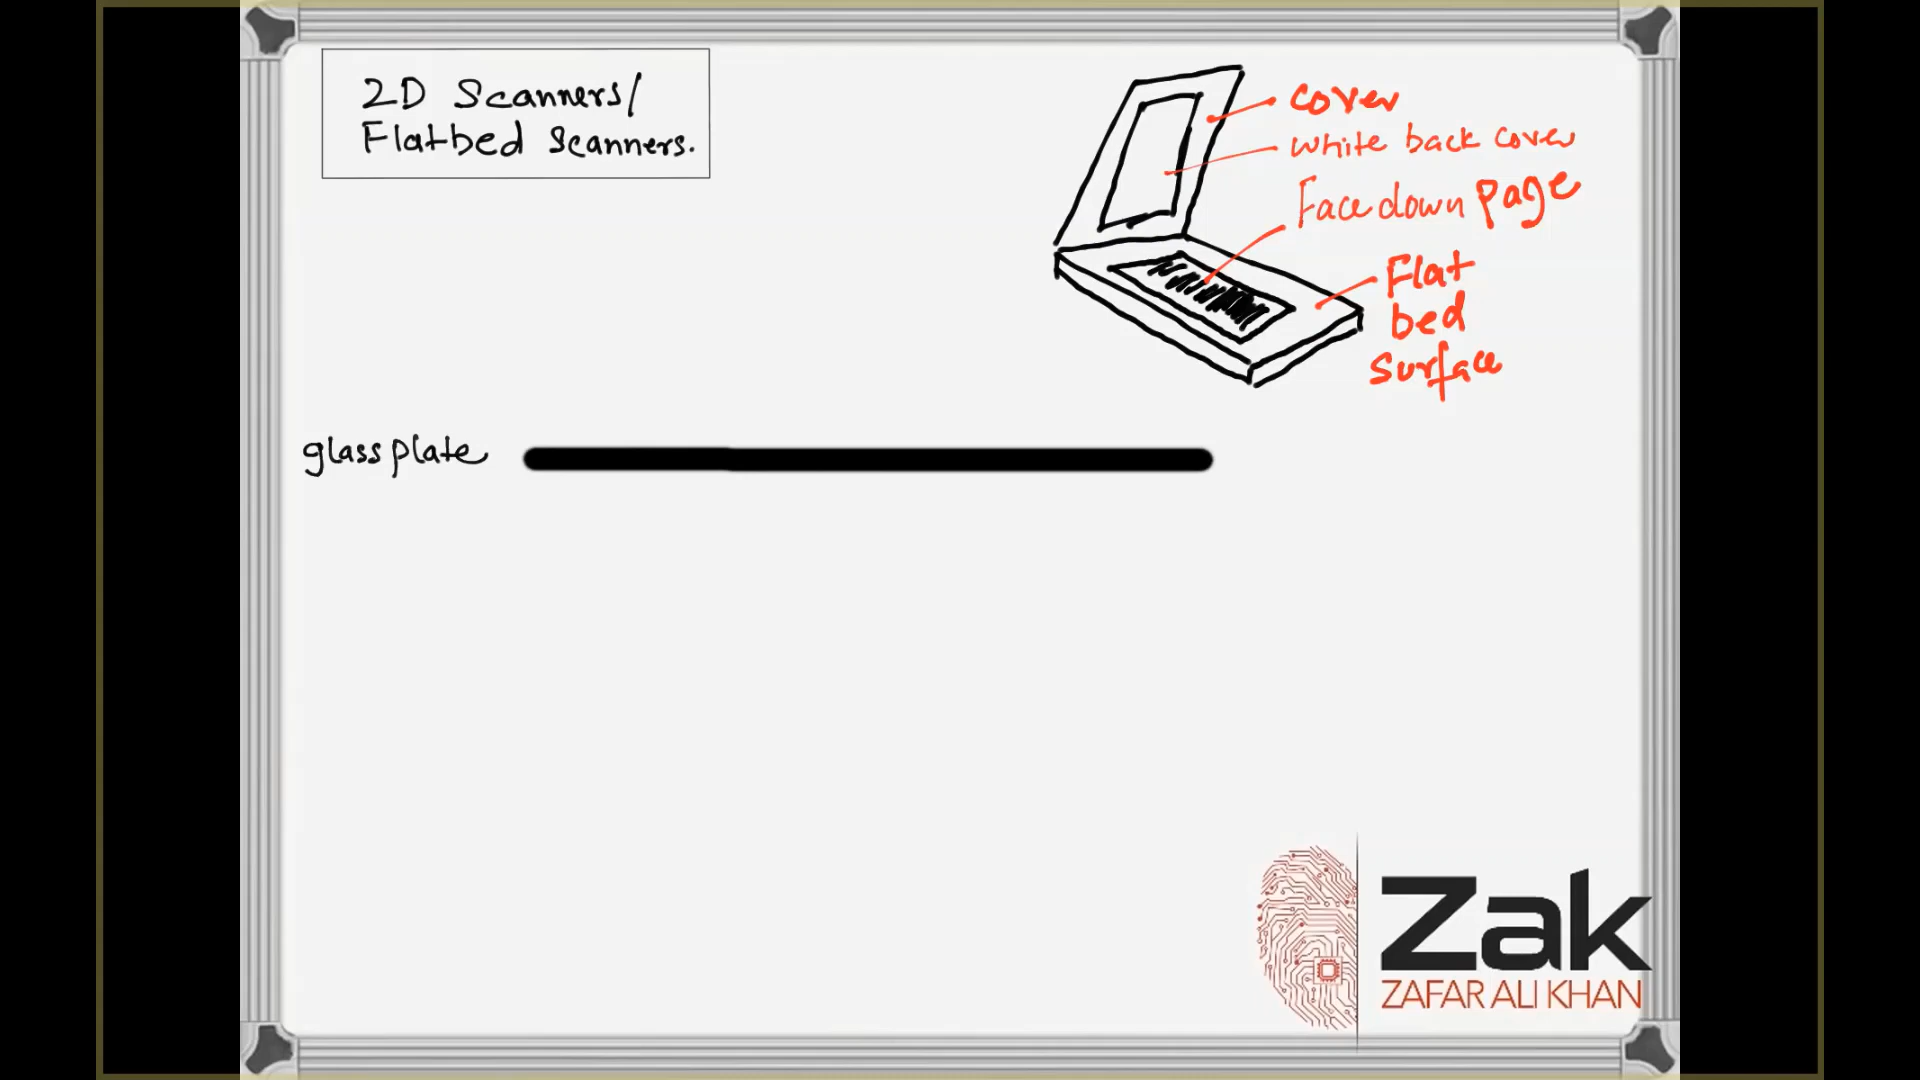 2D Scanners/
Flatbed Scanners.
cover
white back cover
Face down page
Flat
bed
surface
glass plate
Zak
ZAFAR ALI KHAN